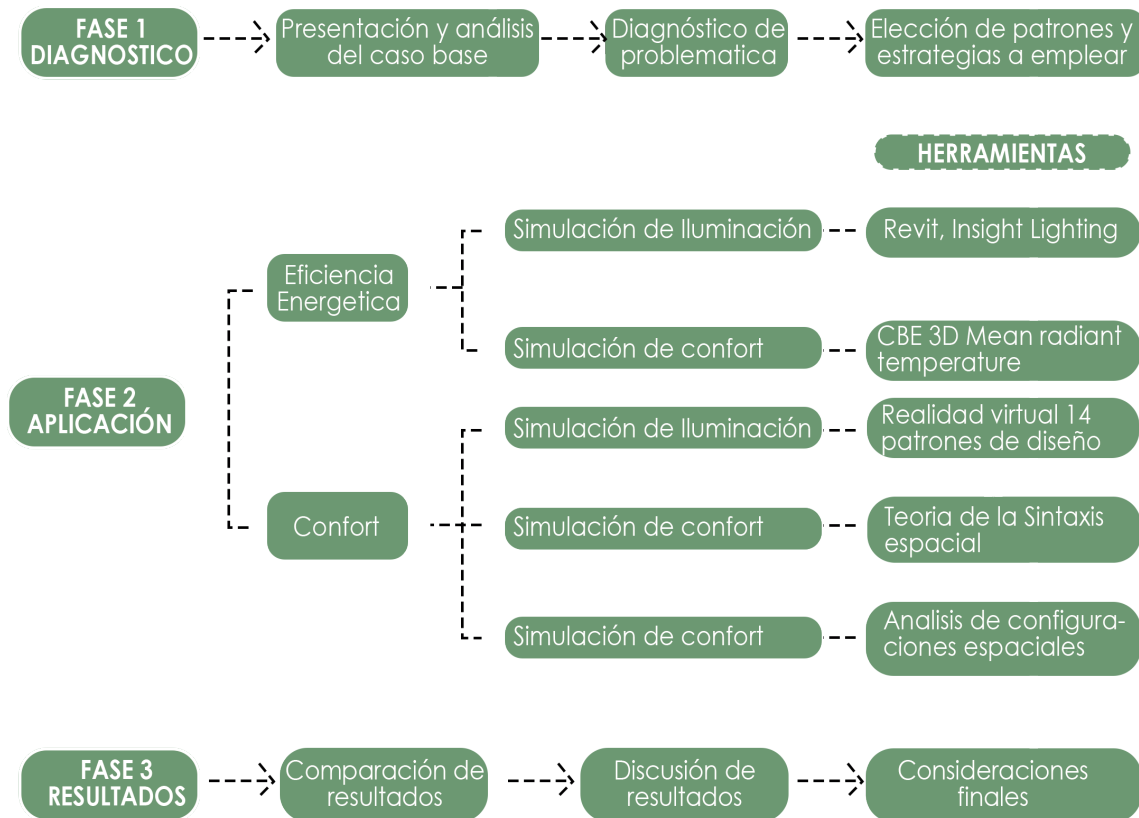 FASE 1
DIAGNOSTICO
Presentación y análisis
del caso base
Diagnóstico de
problematica
Elección de patrones y
estrategias a emplear
HERRAMIENTAS
Simulación de Iluminación
Revit, Insight Lighting
Eficiencia
Energetica
Simulación de confort
CBE 3D Mean radiant
temperature
FASE 2
APLICACIÓN
Simulación de Iluminación
Realidad virtual 14
patrones de diseño
Confort
Simulación de confort
Teoria de la Sintaxis
espacial
Simulación de confort
Analisis de configura-
ciones espaciales
FASE 3
RESULTADOS
Comparación de
resultados
Discusión de
resultados
Consideraciones
finales